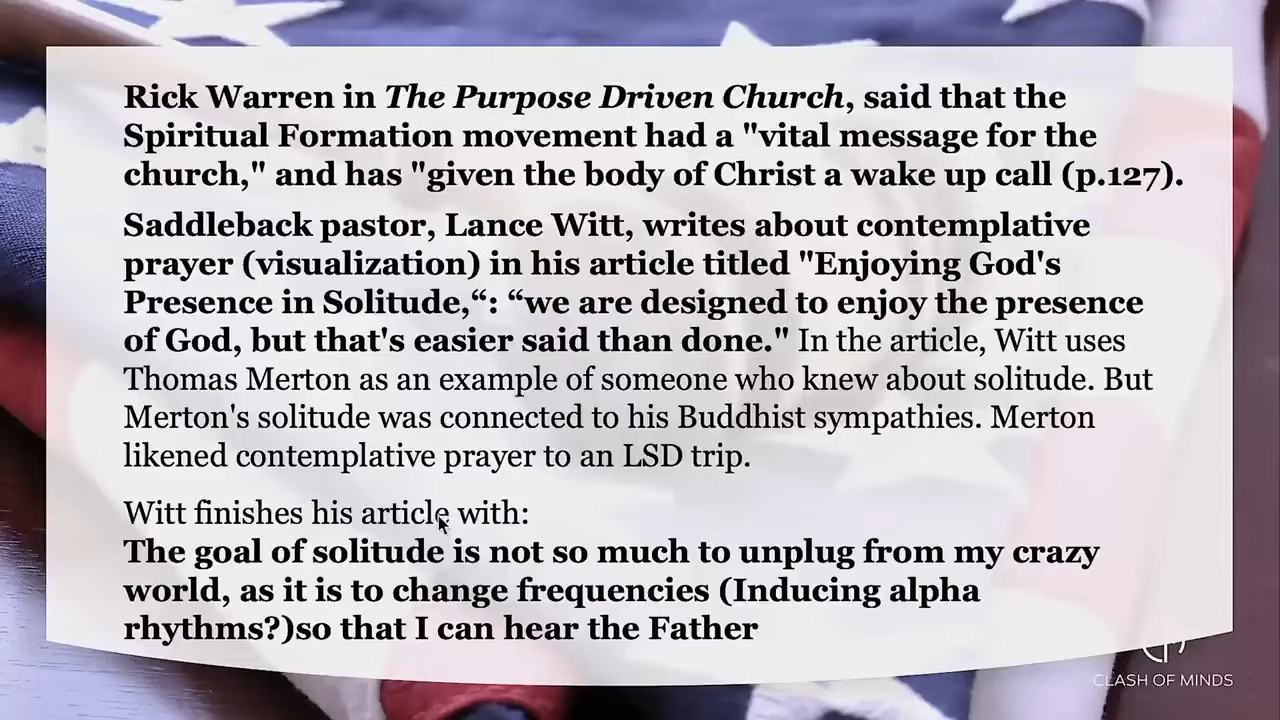 Rick Warren in The Purpose Driven Church, said that the
Spiritual Formation movement had a "vital message for the
church," and has "given the body of Christ a wake up call (p.127).
Saddleback pastor, Lance Witt, writes about contemplative
prayer (visualization) in his article titled "Enjoying God's
Presence in Solitude,“: “we are designed to enjoy the presence
of God, but that's easier said than done." In the article, Witt uses
Thomas Merton as an example of someone who knew about solitude. But
Merton's solitude was connected to his Buddhist sympathies. Merton
likened contemplative prayer to an LSD trip.
Witt finishes his article with:
The goal of solitude is not so much to unplug from my crazy
world, as it is to change frequencies (Inducing alpha
rhythms?)so that I can hear the Father
CLASH OF MINDS